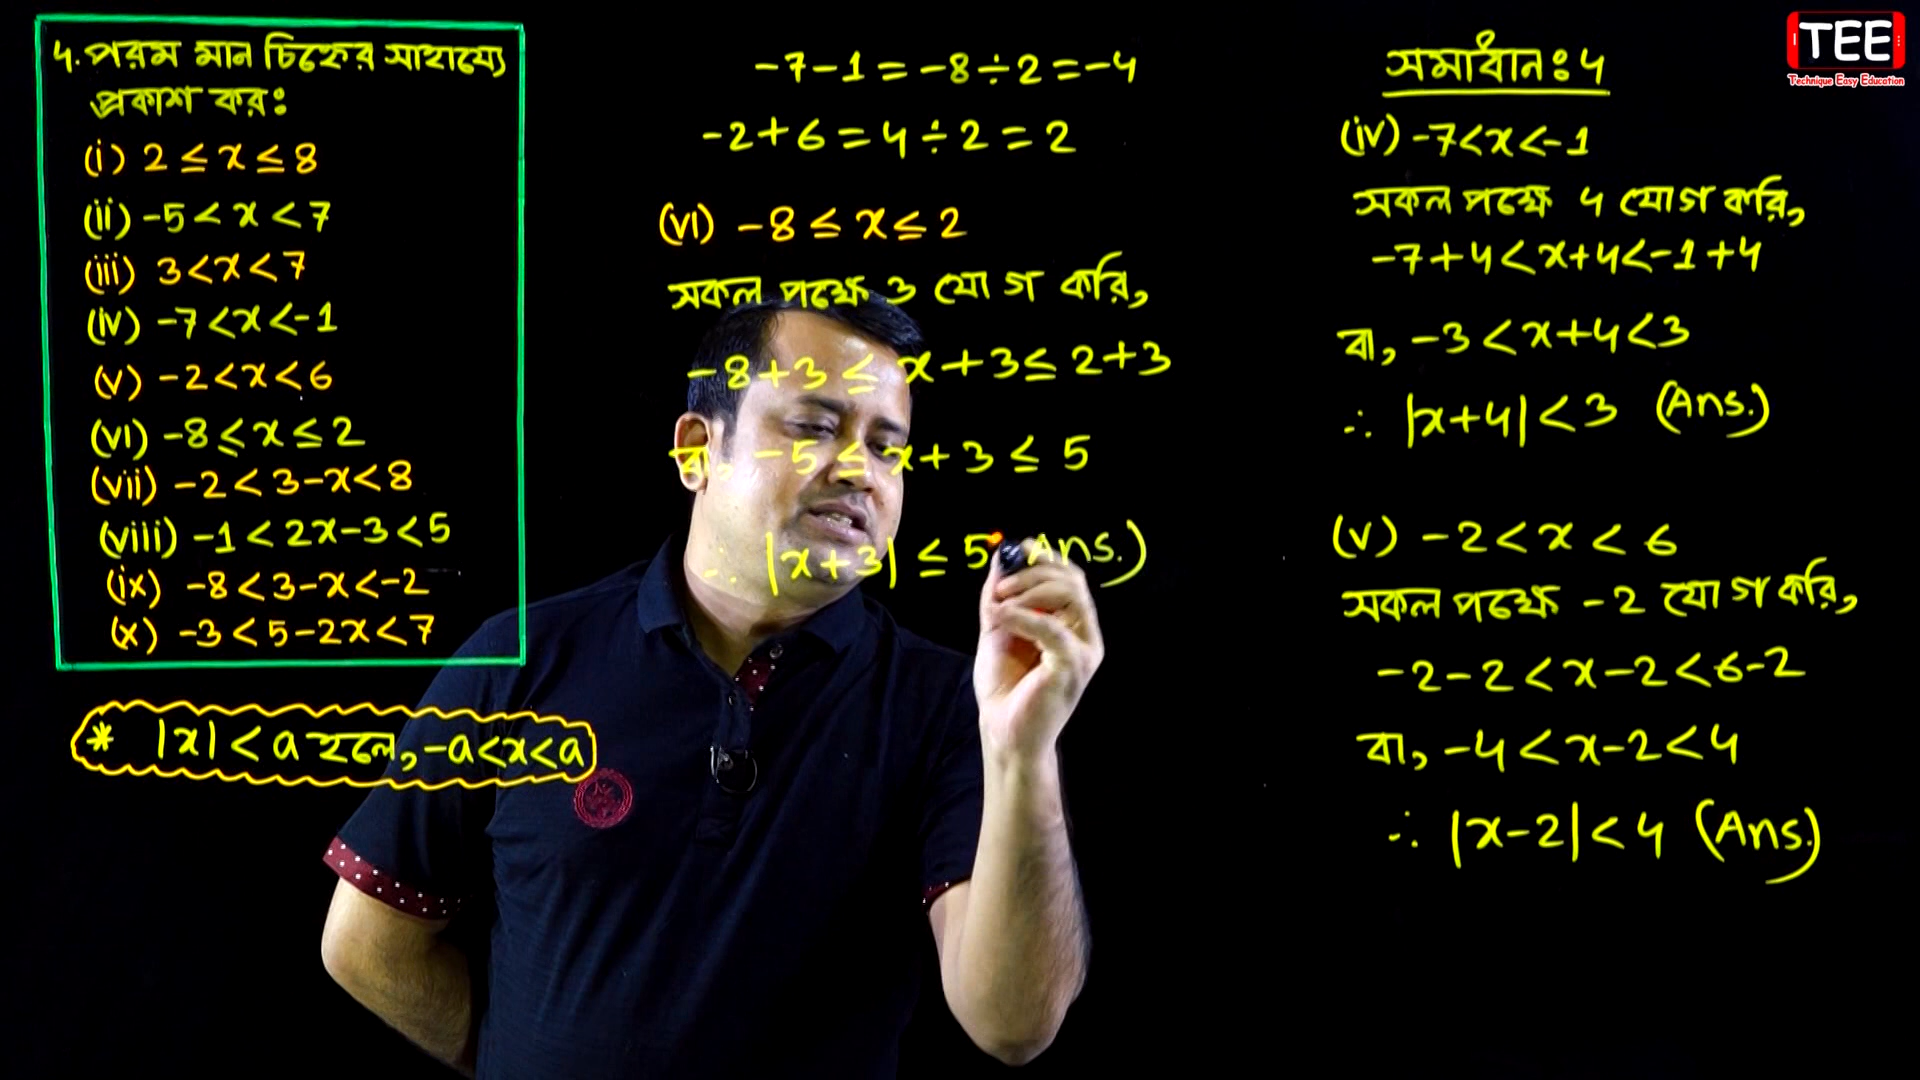 ৭. পরম মান চিহ্নের সাহায্যে
প্রকাশ কর:
(i) 2 ≤ x ≤ 8
(ii) -5 < x < 7
(iii) 3 < x < 7
(iv) -7 < x < -1
(v) -2 < x < 6
(vi) -8 ≤ x ≤ 2
(vii) -2 < 3-x < 8
(viii) -1 < 2x-3 < 5
(ix) -8 < 3-x < -2
(x) -3 < 5-2x < 7
* |x| < a হলে, -a < x < a
-7-1 = -8 ÷ 2 = -4
-2+6 = 4 ÷ 2 = 2
(vi) -8 ≤ x ≤ 2
সকল পক্ষে 3 যোগ করি,
-8+3 ≤ x+3 ≤ 2+3
বা, -5 ≤ x+3 ≤ 5
∴ |x+3| ≤ 5 (Ans.)
সমাধান: 4
(iv) -7 < x < -1
সকল পক্ষে 4 যোগ করি,
-7+4 < x+4 < -1+4
বা, -3 < x+4 < 3
∴ |x+4| < 3 (Ans.)
(v) -2 < x < 6
সকল পক্ষে -2 যোগ করি,
-2-2 < x-2 < 6-2
বা, -4 < x-2 < 4
∴ |x-2| < 4 (Ans.)
TEE
Technique Easy Education